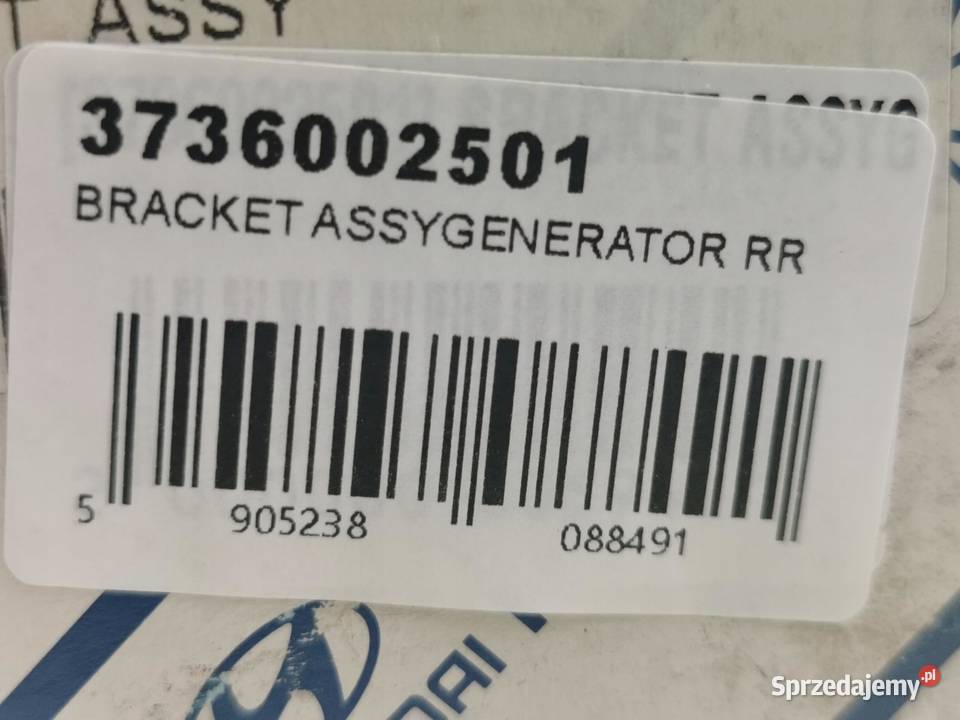 T ASSY
3736002501
BRACKET ASSYGENERATOR RR
5 905238 088491
Sprzedajemy.pl